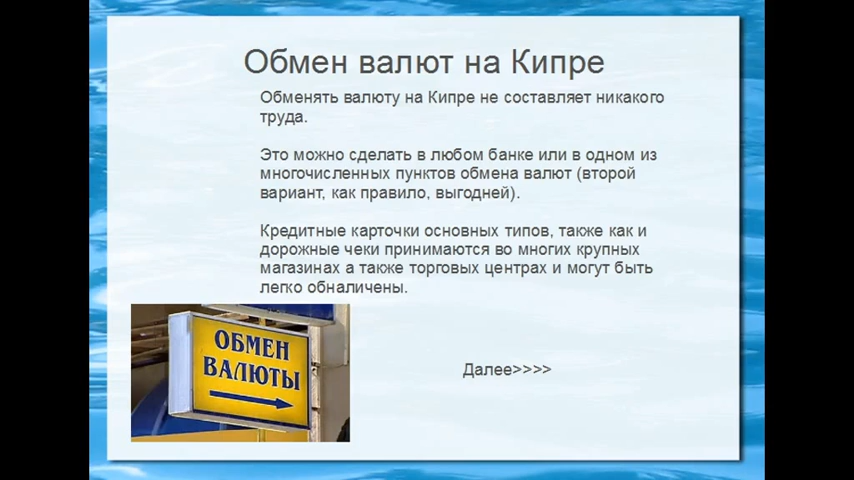 Обмен валют на Кипре
Обменять валюту на Кипре не составляет никакого
труда.
Это можно сделать в любом банке или в одном из
многочисленных пунктов обмена валют (второй
вариант, как правило, выгодней).
Кредитные карточки основных типов, также как и
дорожные чеки принимаются во многих крупных
магазинах а также торговых центрах и могут быть
легко обналичены.
ОБМЕН
ВАЛЮТЫ
Далее>>>>